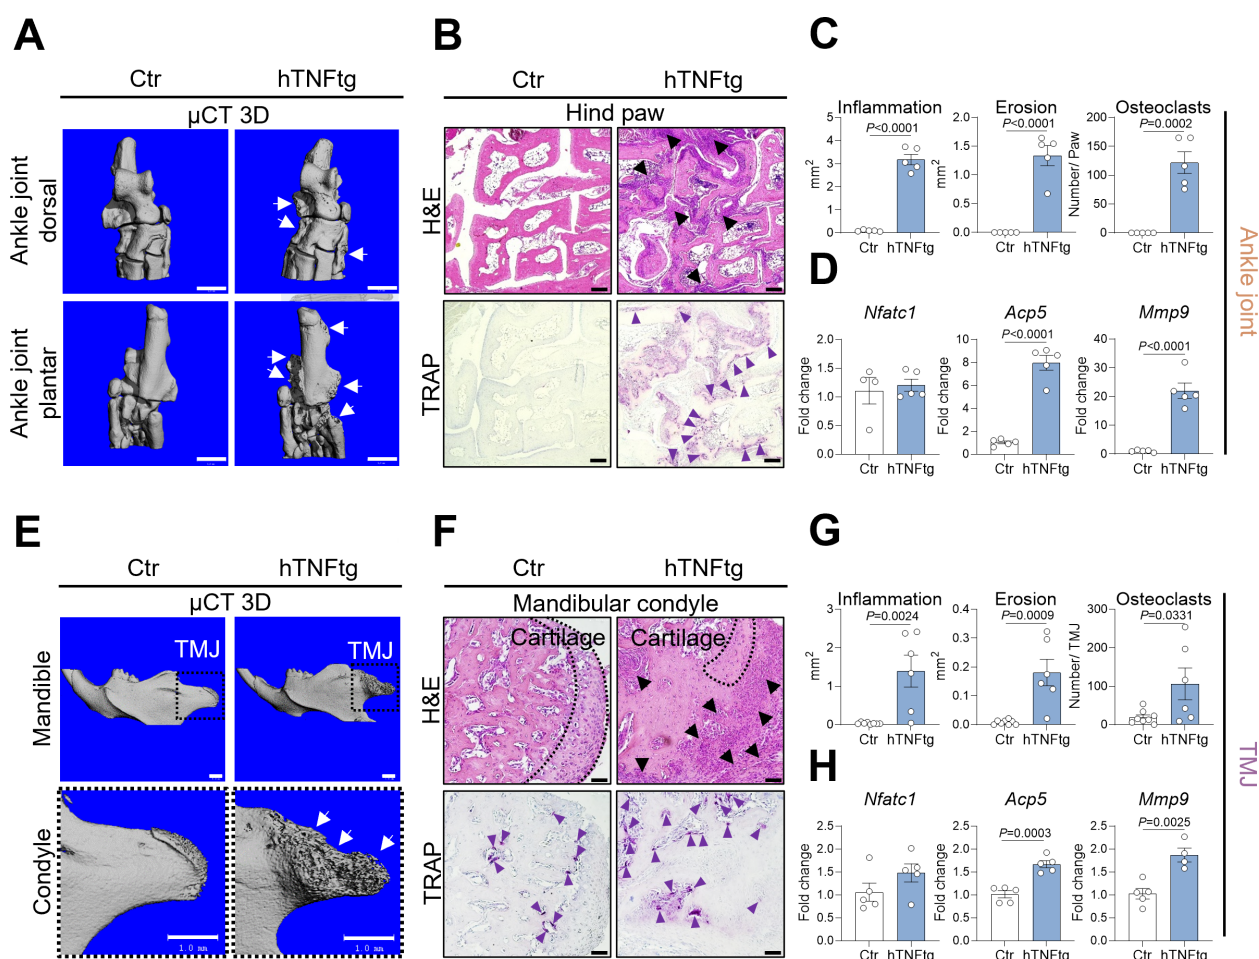 A
Ctr
hTNFtg
µCT 3D
Ankle joint
dorsal
Ankle joint
plantar
B
Ctr
hTNFtg
Hind paw
H&E
TRAP
C
Inflammation
P<0.0001
mm²
5
4
3
2
1
0
Ctr hTNFtg
Erosion
P<0.0001
mm²
2.0
1.5
1.0
0.5
0.0
Ctr hTNFtg
Osteoclasts
P=0.0002
Number/ Paw
200
150
100
50
0
Ctr hTNFtg
D
Nfatc1
Fold change
2.0
1.5
1.0
0.5
0.0
Ctr hTNFtg
Acp5
P<0.0001
Fold change
10
8
6
4
2
0
Ctr hTNFtg
Mmp9
P<0.0001
Fold change
40
30
20
10
0
Ctr hTNFtg
Ankle joint
E
Ctr
hTNFtg
µCT 3D
Mandible
TMJ
TMJ
Condyle
1.0 mm
1.0 mm
F
Ctr
hTNFtg
Mandibular condyle
H&E
Cartilage
Cartilage
TRAP
G
Inflammation
P=0.0024
mm²
3
2
1
0
Ctr hTNFtg
Erosion
P=0.0009
mm²
0.4
0.3
0.2
0.1
0.0
Ctr hTNFtg
Osteoclasts
P=0.0331
Number/ TMJ
300
200
100
0
Ctr hTNFtg
H
Nfatc1
Fold change
2.5
2.0
1.5
1.0
0.5
0.0
Ctr hTNFtg
Acp5
P=0.0003
Fold change
2.5
2.0
1.5
1.0
0.5
0.0
Ctr hTNFtg
Mmp9
P=0.0025
Fold change
2.5
2.0
1.5
1.0
0.5
0.0
Ctr hTNFtg
TMJ